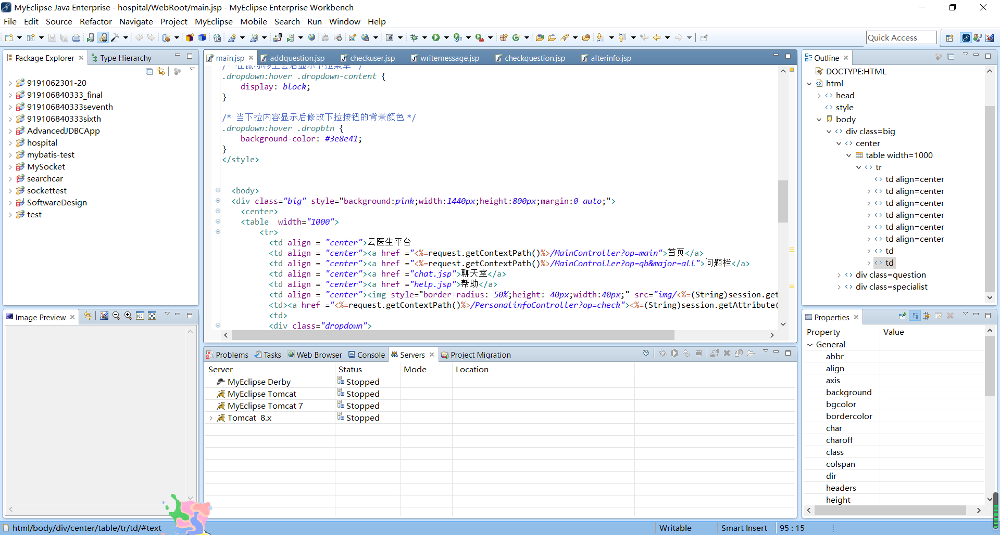 MyEclipse Java Enterprise - hospital/WebRoot/main.jsp - MyEclipse Enterprise Workbench
File Edit Source Refactor Navigate Project MyEclipse Mobile Search Run Window Help
Quick Access
Package Explorer
Type Hierarchy
9191062301-20
919106840333_final
919106840333seventh
919106840333sixth
AdvancedJDBCApp
hospital
mybatis-test
MySocket
searchcar
sockettest
SoftwareDesign
test
Image Preview
main.jsp addquestion.jsp checkuser.jsp writemessage.jsp checkquestion.jsp alterinfo.jsp
/* 在鼠标移上去后显示下拉菜单 */
.dropdown:hover .dropdown-content {
display: block;
}
/* 当下拉内容显示后修改下拉按钮的背景颜色 */
.dropdown:hover .dropbtn {
background-color: #3e8e41;
}
</style>
<body>
<div class="big" style="background:pink;width:1440px;height:800px;margin:0 auto;">
<center>
<table  width="1000">
<tr>
<td align = "center">云医生平台
<td align = "center"><a href ="<%=request.getContextPath()%>/MainController?op=main">首页</a>
<td align = "center"><a href ="<%=request.getContextPath()%>/MainController?op=qb&major=all">问题栏</a>
<td align = "center"><a href ="chat.jsp">聊天室</a>
<td align = "center"><a href ="help.jsp">帮助</a>
<td align = "center"><img style="border-radius: 50%;height: 40px;width:40px;" src="img/<%=(String)session.get
<td><a href ="<%=request.getContextPath()%>/PersonalinfoController?op=check"><%=(String)session.getAttribute(
<td>
<div class="dropdown">
Problems Tasks Web Browser Console Servers Project Migration
Server Status Mode Location
MyEclipse Derby Stopped
MyEclipse Tomcat Stopped
MyEclipse Tomcat 7 Stopped
Tomcat 8.x Stopped
Outline
DOCTYPE:HTML
html
head
style
body
div class=big
center
table width=1000
tr
td align=center
td align=center
td align=center
td align=center
td align=center
td align=center
td
td
div class=question
div class=specialist
Properties
Property Value
General
abbr
align
axis
background
bgcolor
bordercolor
char
charoff
class
colspan
dir
headers
height
html/body/div/center/table/tr/td/#text
Writable Smart Insert 95 : 15